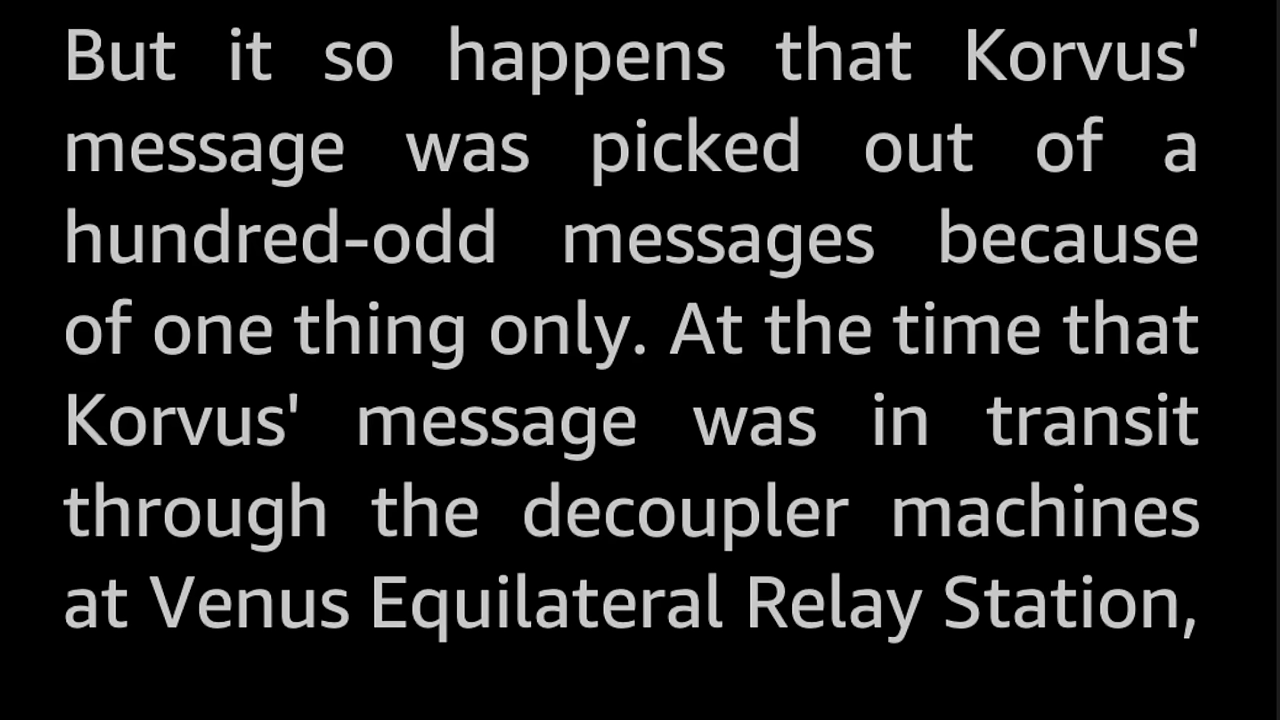 But it so happens that Korvus'
message was picked out of a
hundred-odd messages because
of one thing only. At the time that
Korvus' message was in transit
through the decoupler machines
at Venus Equilateral Relay Station,